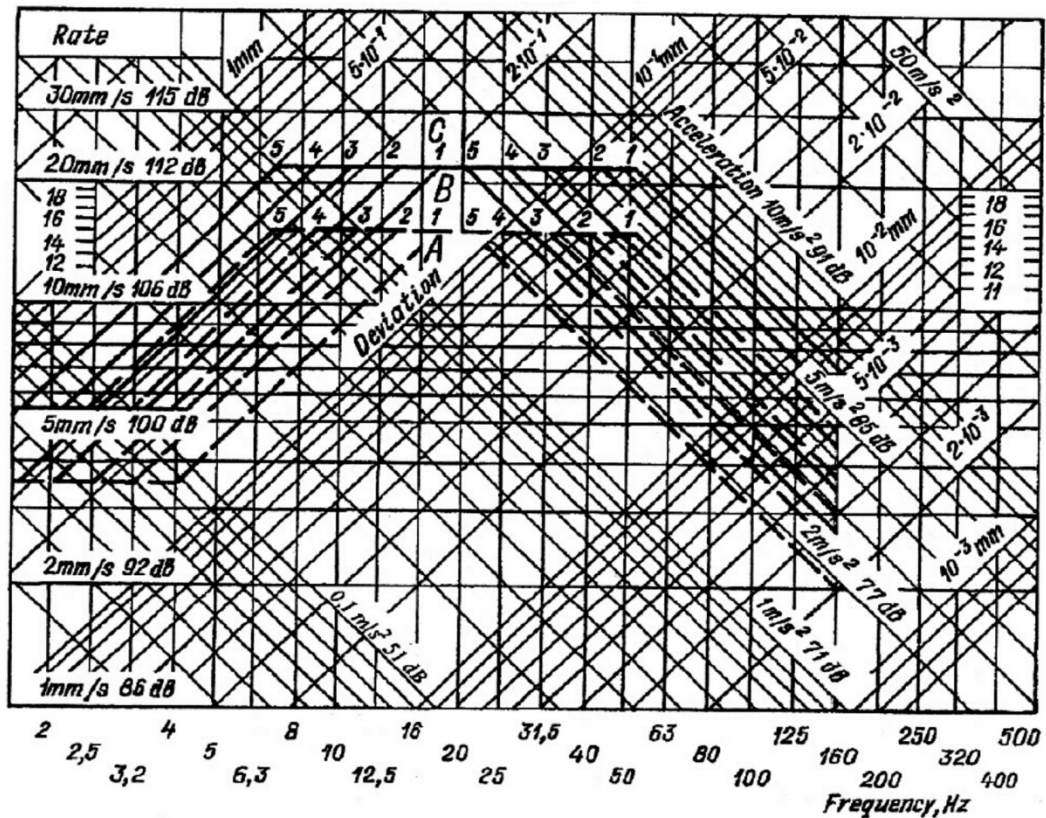 Rate
30mm/s 115 dB
20mm/s 112 dB
18
16
14
12
10mm/s 106 dB
5mm/s 100 dB
2mm/s 92 dB
1mm/s 86 dB
1mm
5·10⁻¹
2·10⁻¹
10⁻¹mm
5·10⁻²
50m/s²
2·10⁻²
Acceleration 10m/s² 91 dB
10⁻²mm
C
5 4 3 2 1 5 4 3 2 1
B
5 4 3 2 1 5 4 3 2 1
A
Deviation
18
16
14
12
11
5·10⁻³
5m/s² 85 dB
2·10⁻³
2m/s² 77 dB
10⁻³mm
1m/s² 71 dB
0,1 m/s² 51 dB
2 4 8 16 31,5 63 125 250 500
2,5 5 10 20 40 80 160 320
3,2 6,3 12,5 25 50 100 200 400
Frequency, Hz